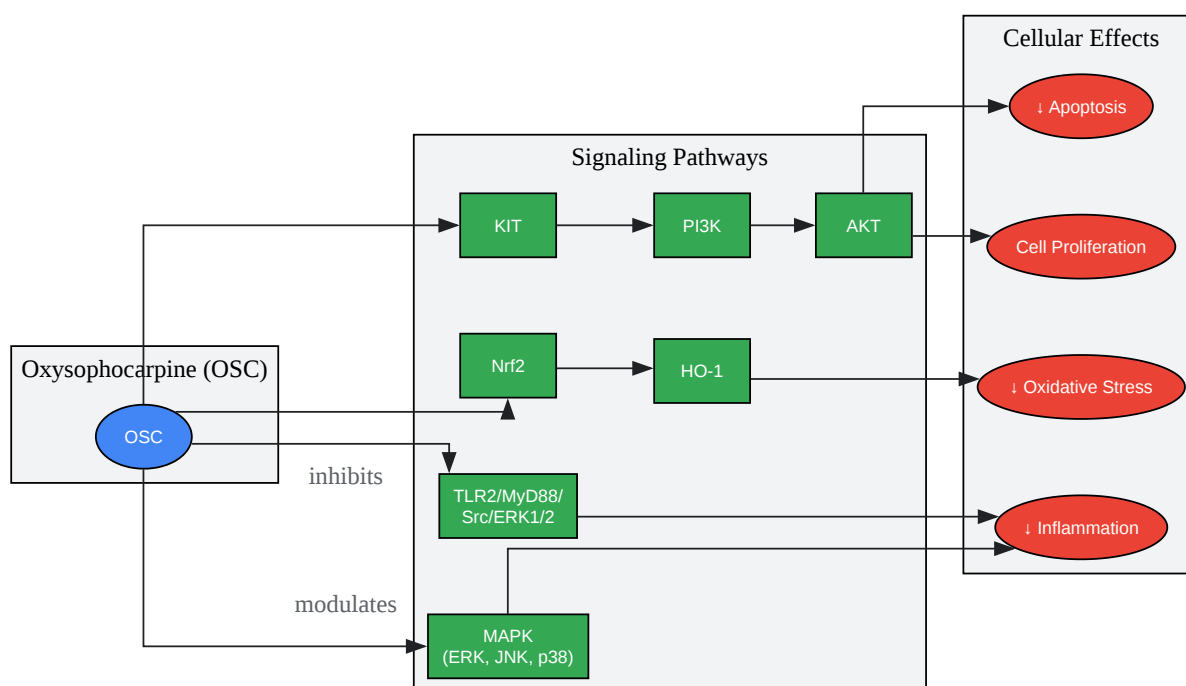 Cellular Effects
↓ Apoptosis
Signaling Pathways
KIT
PI3K
AKT
Cell Proliferation
Oxysophocarpine (OSC)
Nrf2
HO-1
↓ Oxidative Stress
OSC
inhibits
TLR2/MyD88/
Src/ERK1/2
↓ Inflammation
modulates
MAPK
(ERK, JNK, p38)